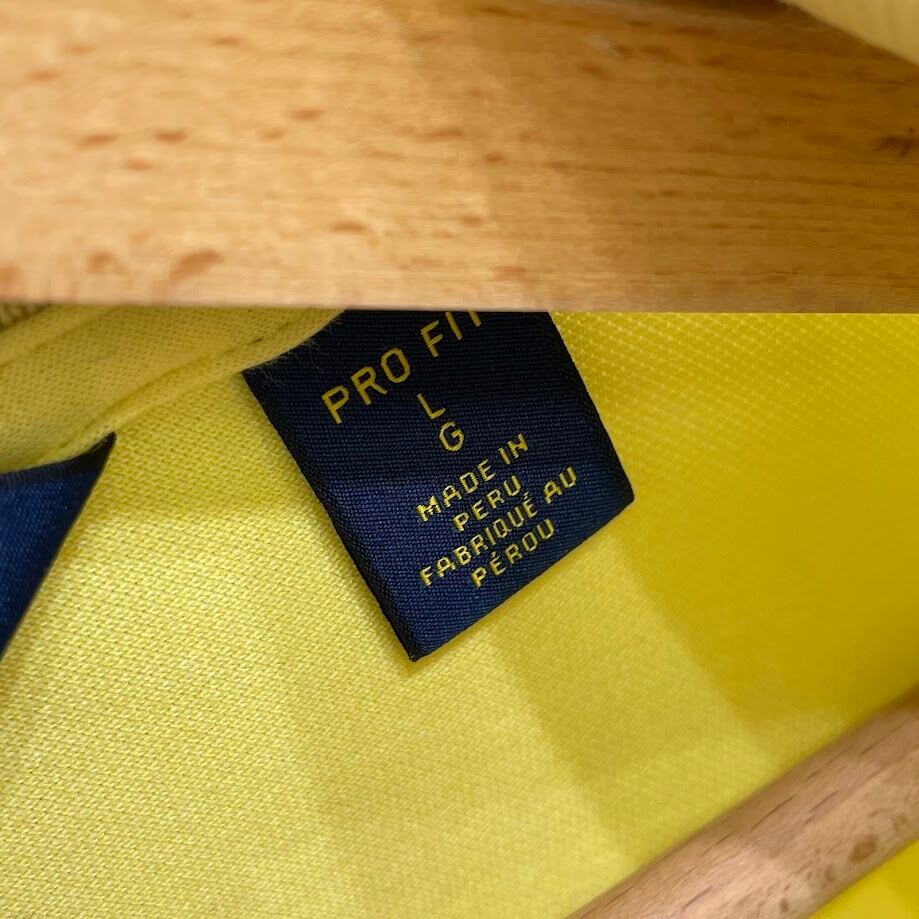 PRO FIT
L
G
MADE IN
PERU
FABRIQUÉ AU
PÉROU